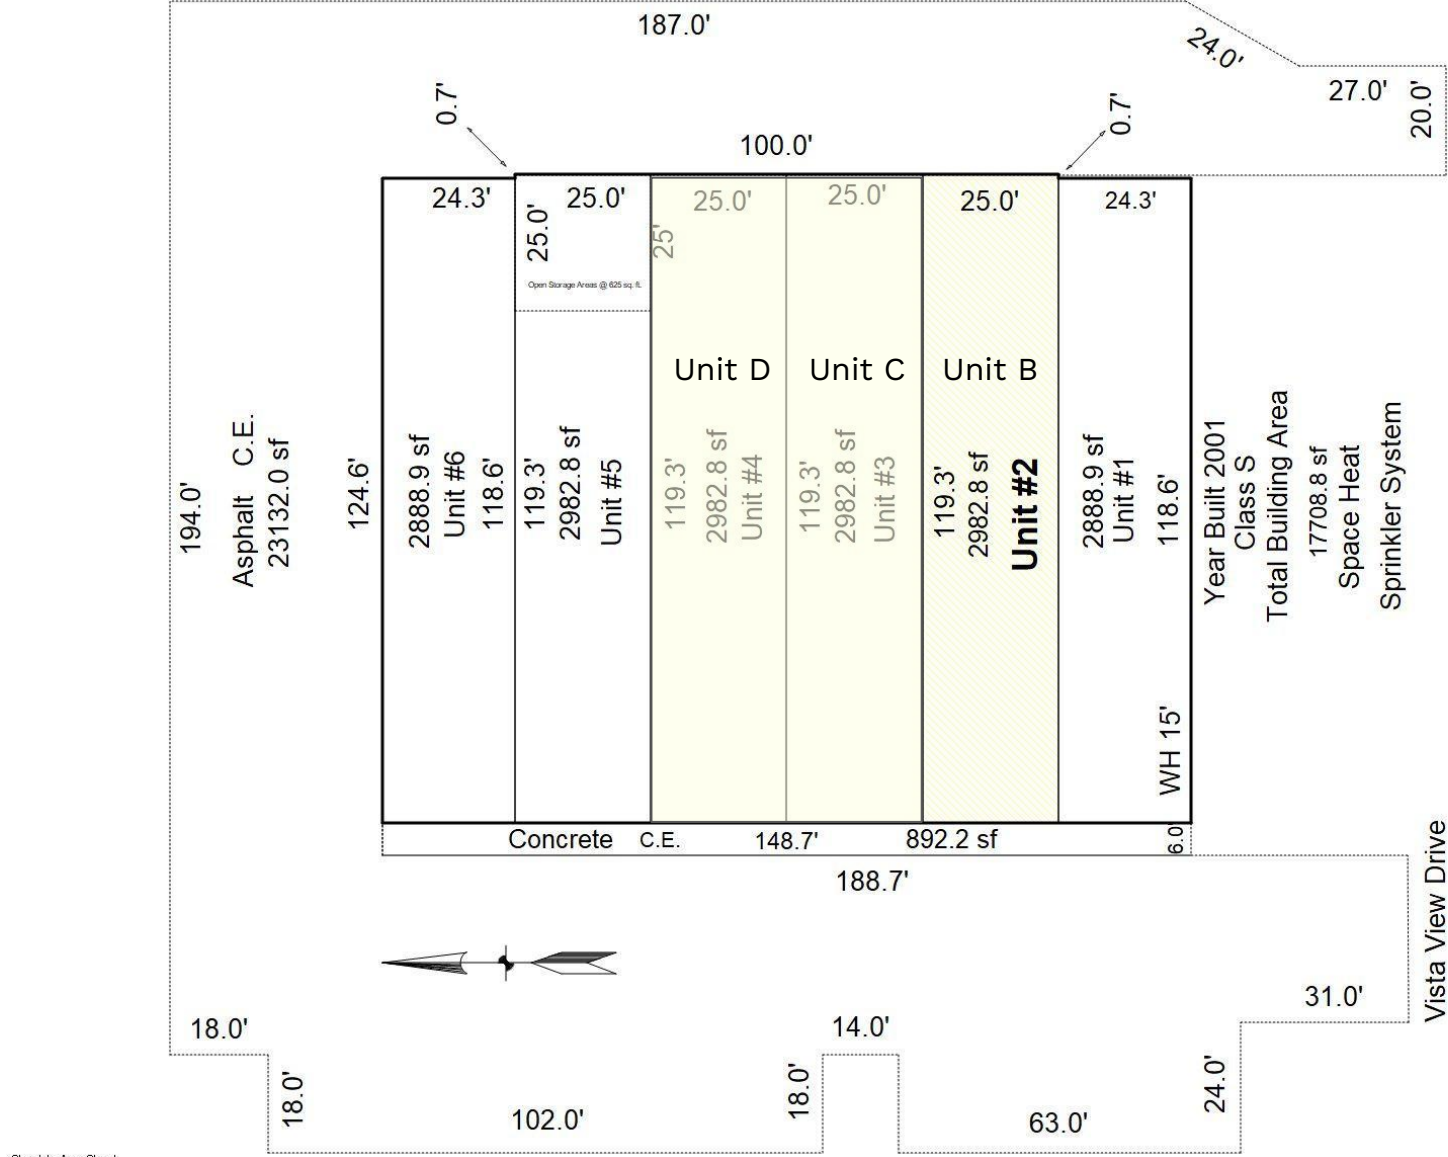 187.0'
24.0'
27.0'
20.0'
0.7'
0.7'
100.0'
24.3'
25.0'
25.0'
25.0'
25.0'
24.3'
25.0'
25'
Open Storage Areas @ 625 sq. ft.
Unit D
Unit C
Unit B
194.0'
Asphalt C.E.
23132.0 sf
124.6'
2888.9 sf
Unit #6
118.6'
119.3'
2982.8 sf
Unit #5
119.3'
2982.8 sf
Unit #4
119.3'
2982.8 sf
Unit #3
119.3'
2982.8 sf
Unit #2
2888.9 sf
Unit #1
118.6'
WH 15'
Year Built 2001
Class S
Total Building Area
17708.8 sf
Space Heat
Sprinkler System
Concrete C.E. 148.7' 892.2 sf
6.0'
188.7'
Vista View Drive
31.0'
18.0'
14.0'
18.0'
18.0'
24.0'
102.0'
63.0'